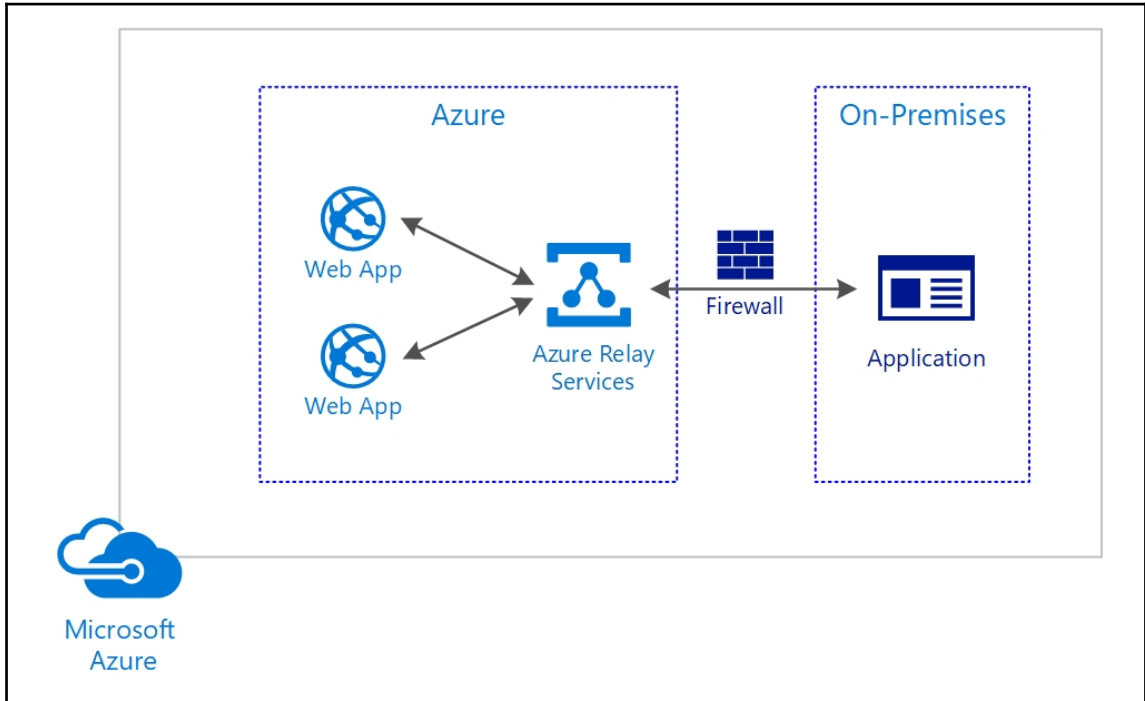 Azure
On-Premises
Web App
Web App
Azure Relay
Services
Firewall
Application
Microsoft
Azure